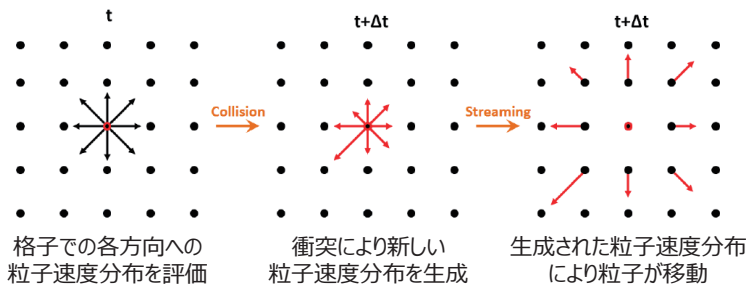 t
t+Δt
t+Δt
Collision
Streaming
格子での各方向への
粒子速度分布を評価
衝突により新しい
粒子速度分布を生成
生成された粒子速度分布
により粒子が移動